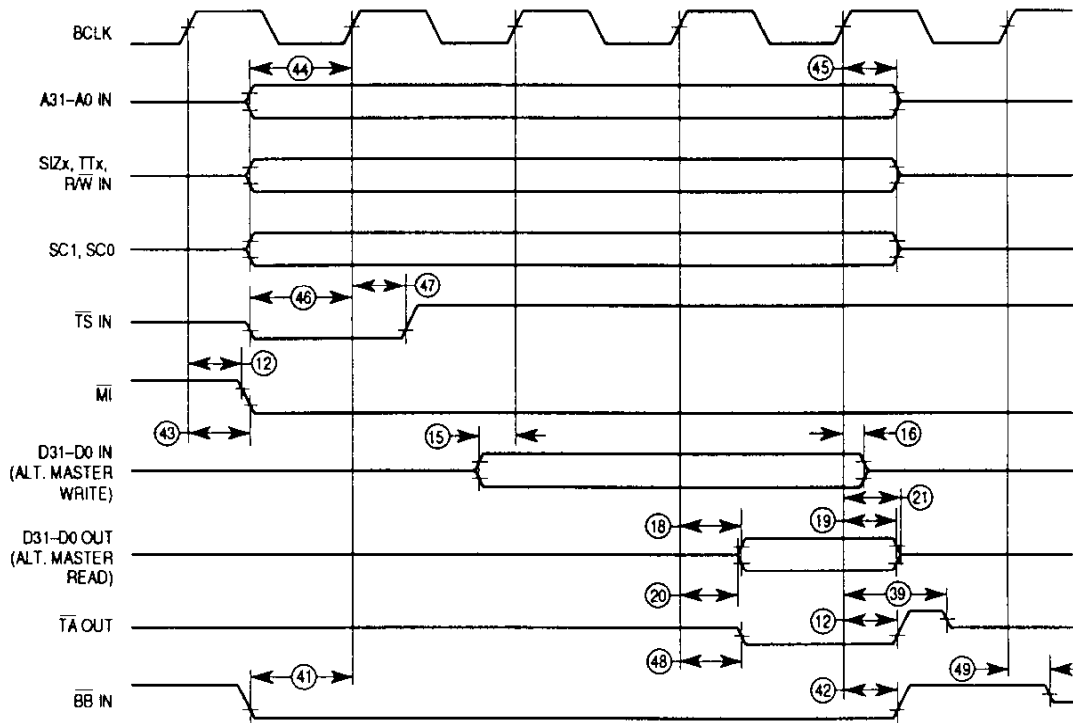 BCLK
44
45
A31–A0 IN
SIZx, TTx,
R/W IN
SC1, SC0
46
47
TS IN
12
MI
43
15
16
D31–D0 IN
(ALT. MASTER
WRITE)
21
18
19
D31–D0 OUT
(ALT. MASTER
READ)
20
39
TA OUT
12
48
49
41
42
BB IN